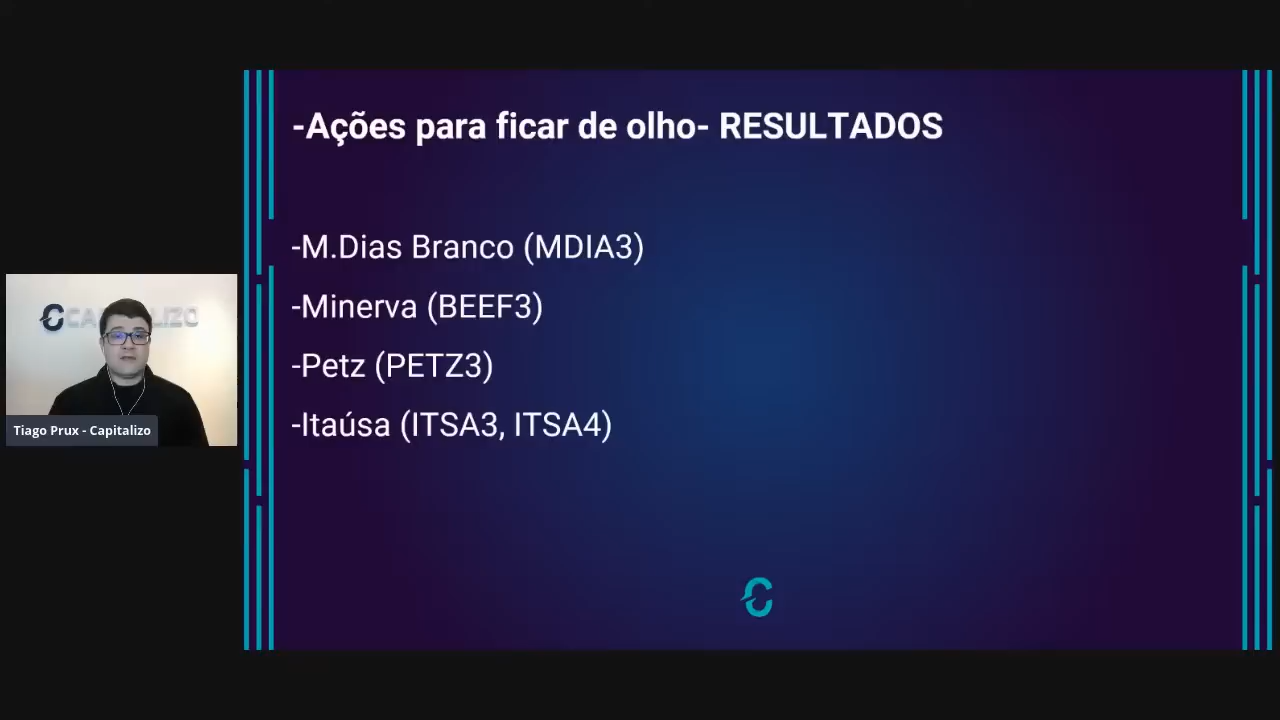 -Ações para ficar de olho- RESULTADOS
-M.Dias Branco (MDIA3)
-Minerva (BEEF3)
-Petz (PETZ3)
-Itaúsa (ITSA3, ITSA4)
CAPITALIZO
Tiago Prux - Capitalizo